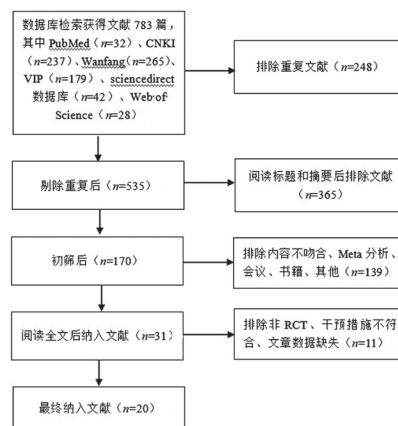 数据库检索获得文献 783 篇，
其中 PubMed（n=32）、CNKI
（n=237）、Wanfang（n=265）、
VIP（n=179）、sciencedirect
数据库（n=42）、Web·of·
Science（n=28）
排除重复文献（n=248）
剔除重复后（n=535）
阅读标题和摘要后排除文献
（n=365）
初筛后（n=170）
排除内容不吻合、Meta 分析、
会议、书籍、其他（n=139）
阅读全文后纳入文献（n=31）
排除非 RCT、干预措施不符
合、文章数据缺失（n=11）
最终纳入文献（n=20）